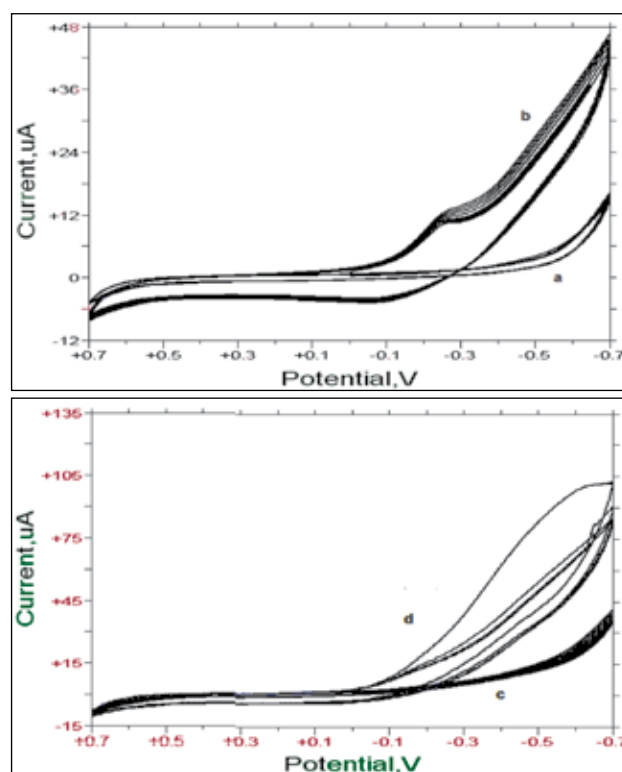 +48
+36
+24
+12
0
-12
Current,uA
b
a
+0.7 +0.5 +0.3 +0.1 -0.1 -0.3 -0.5 -0.7
Potential,V
+135
+105
+75
+45
+15
-15
Current,uA
d
c
+0.7 +0.5 +0.3 +0.1 -0.1 -0.3 -0.5 -0.7
Potential,V